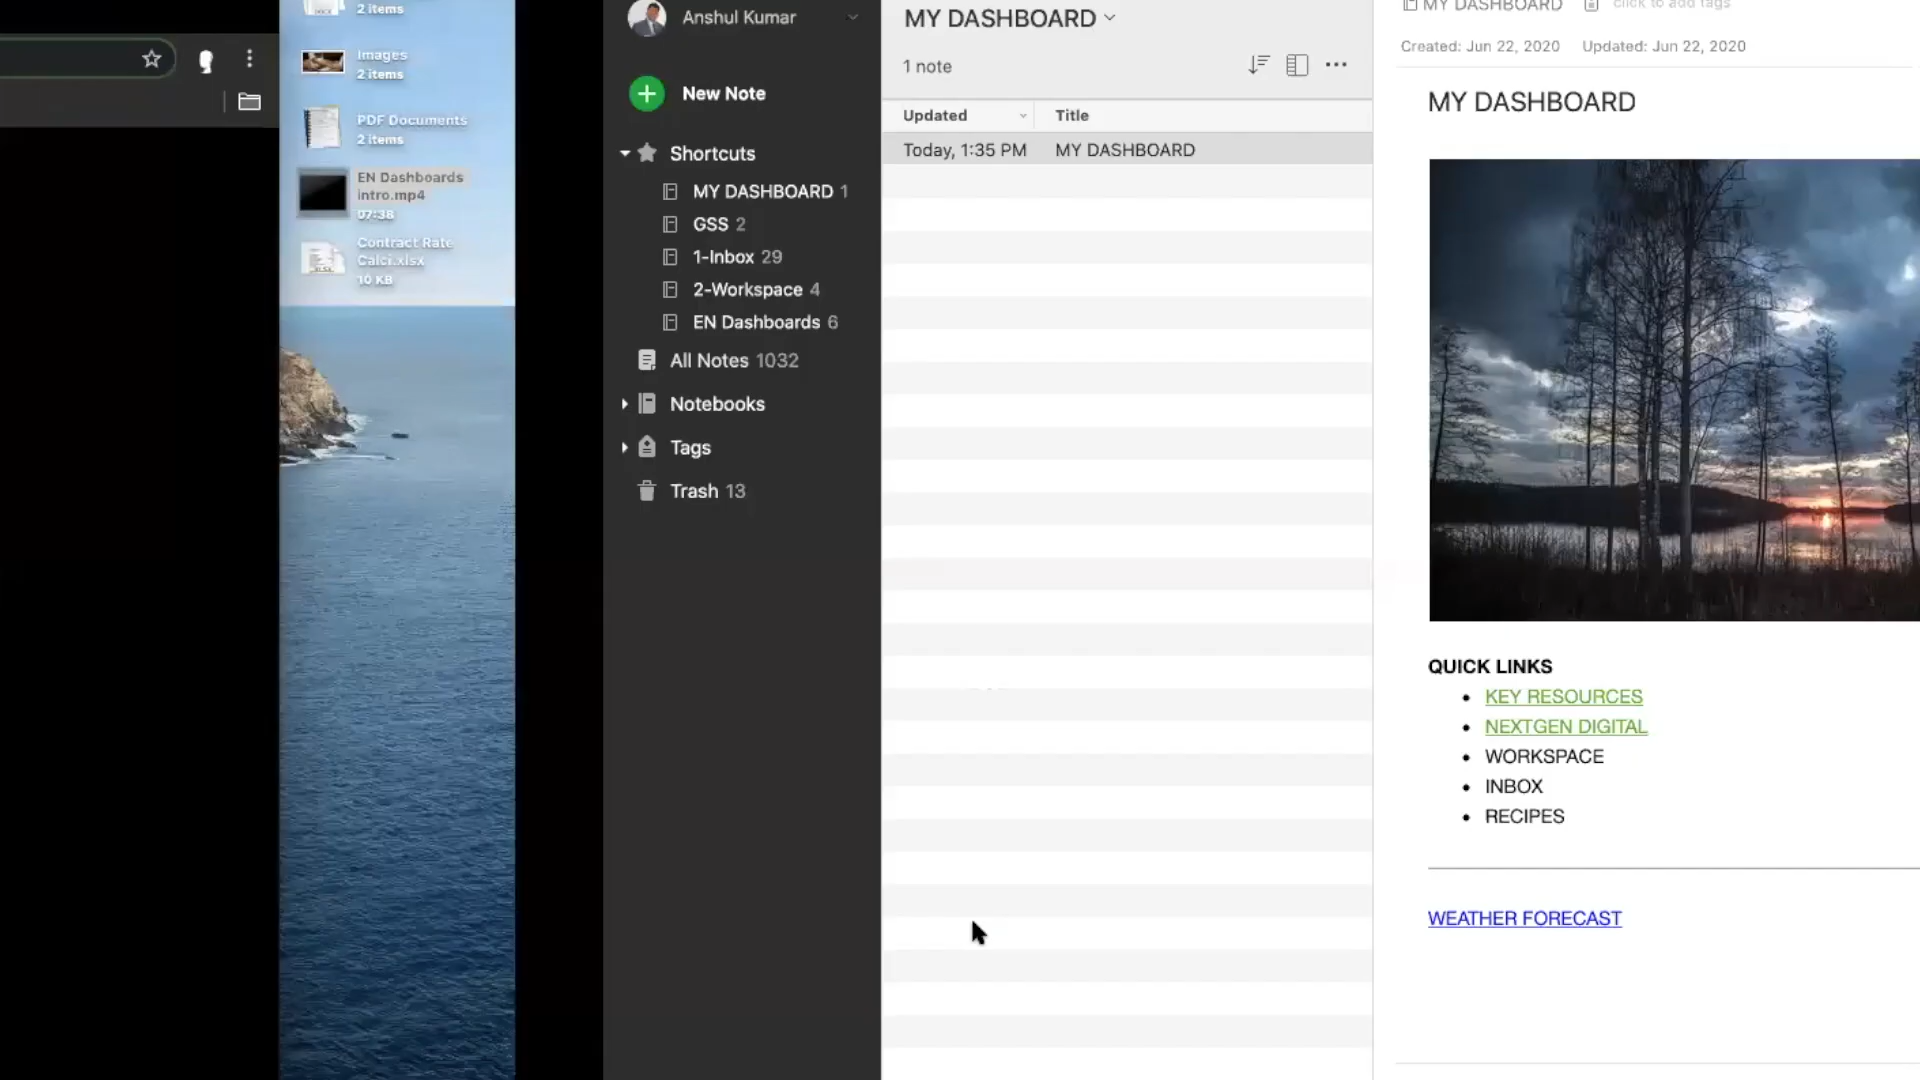 2 items
Images
2 items
PDF Documents
2 items
EN Dashboards
intro.mp4
07:38
Contract Rate
Calci.xlsx
10 KB
Anshul Kumar
New Note
Shortcuts
MY DASHBOARD 1
GSS 2
1-Inbox 29
2-Workspace 4
EN Dashboards 6
All Notes 1032
Notebooks
Tags
Trash 13
MY DASHBOARD
1 note
Updated Title
Today, 1:35 PM MY DASHBOARD
MY DASHBOARD click to add tags
Created: Jun 22, 2020 Updated: Jun 22, 2020
MY DASHBOARD
QUICK LINKS
• KEY RESOURCES
• NEXTGEN DIGITAL
• WORKSPACE
• INBOX
• RECIPES
WEATHER FORECAST